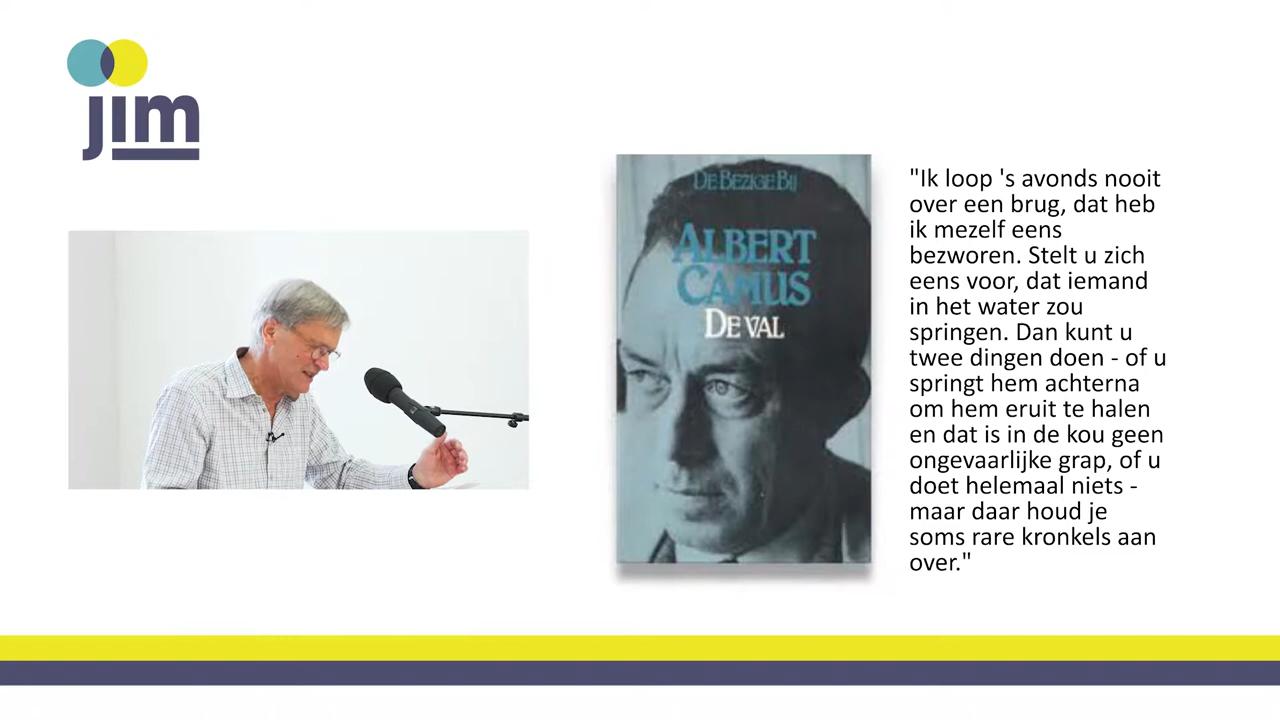 jim
DE BEZIGE BIJ
ALBERT
CAMUS
DE VAL
"Ik loop 's avonds nooit
over een brug, dat heb
ik mezelf eens
bezworen. Stelt u zich
eens voor, dat iemand
in het water zou
springen. Dan kunt u
twee dingen doen - of u
springt hem achterna
om hem eruit te halen
en dat is in de kou geen
ongevaarlijke grap, of u
doet helemaal niets -
maar daar houd je
soms rare kronkels aan
over."